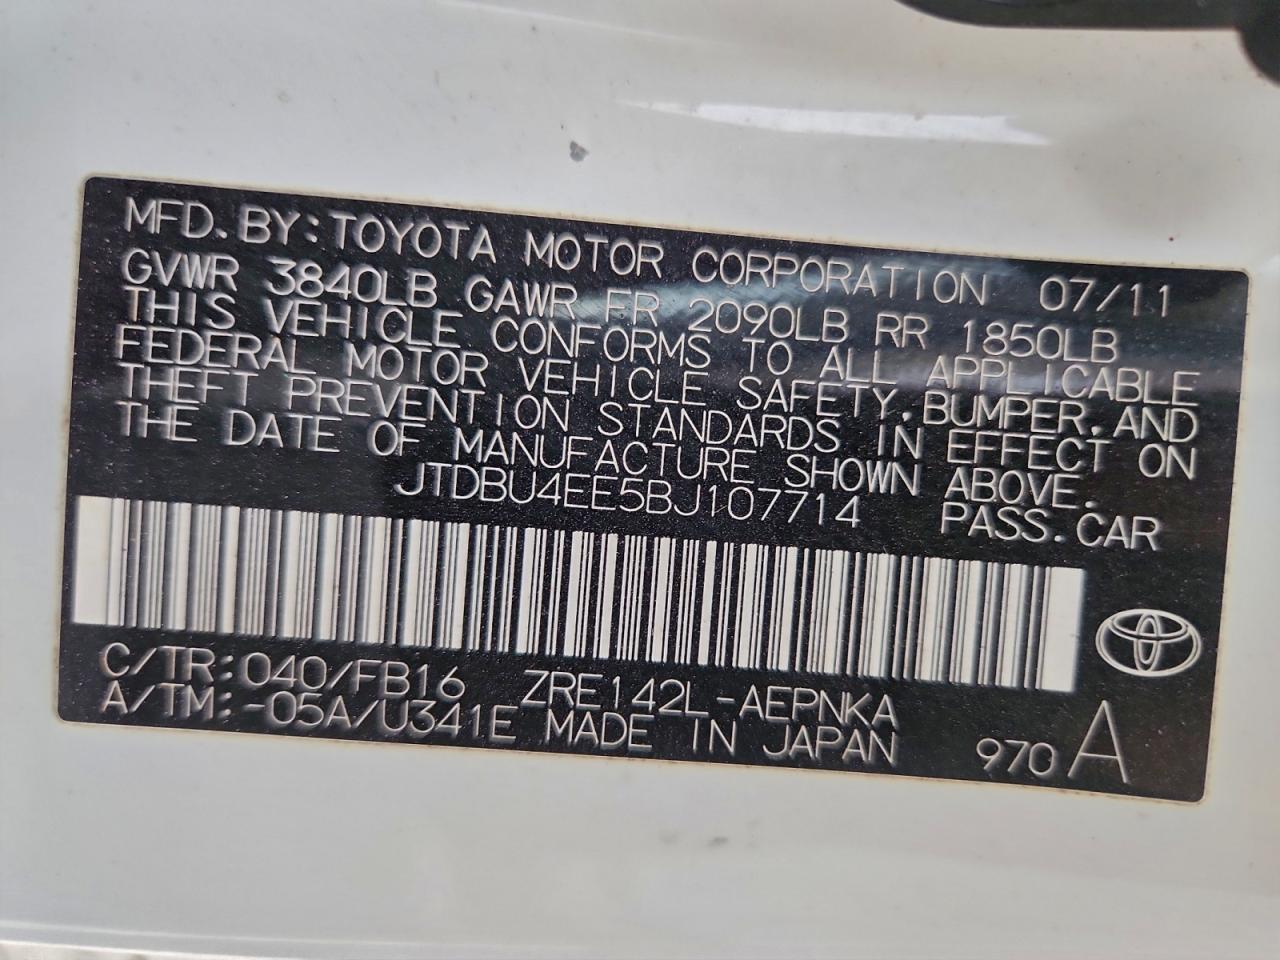 MFD. BY: TOYOTA MOTOR CORPORATION 07/11
GVWR 3840LB GAWR FR 2090LB RR 1850LB
THIS VEHICLE CONFORMS TO ALL APPLICABLE
FEDERAL MOTOR VEHICLE SAFETY, BUMPER, AND
THEFT PREVENTION STANDARDS IN EFFECT ON
THE DATE OF MANUFACTURE SHOWN ABOVE.
JTDBU4EE5BJ107714 PASS. CAR
C/TR: 040/FB16 ZRE142L-AEPNKA
A/TM: -05A/U341E MADE IN JAPAN 970 A